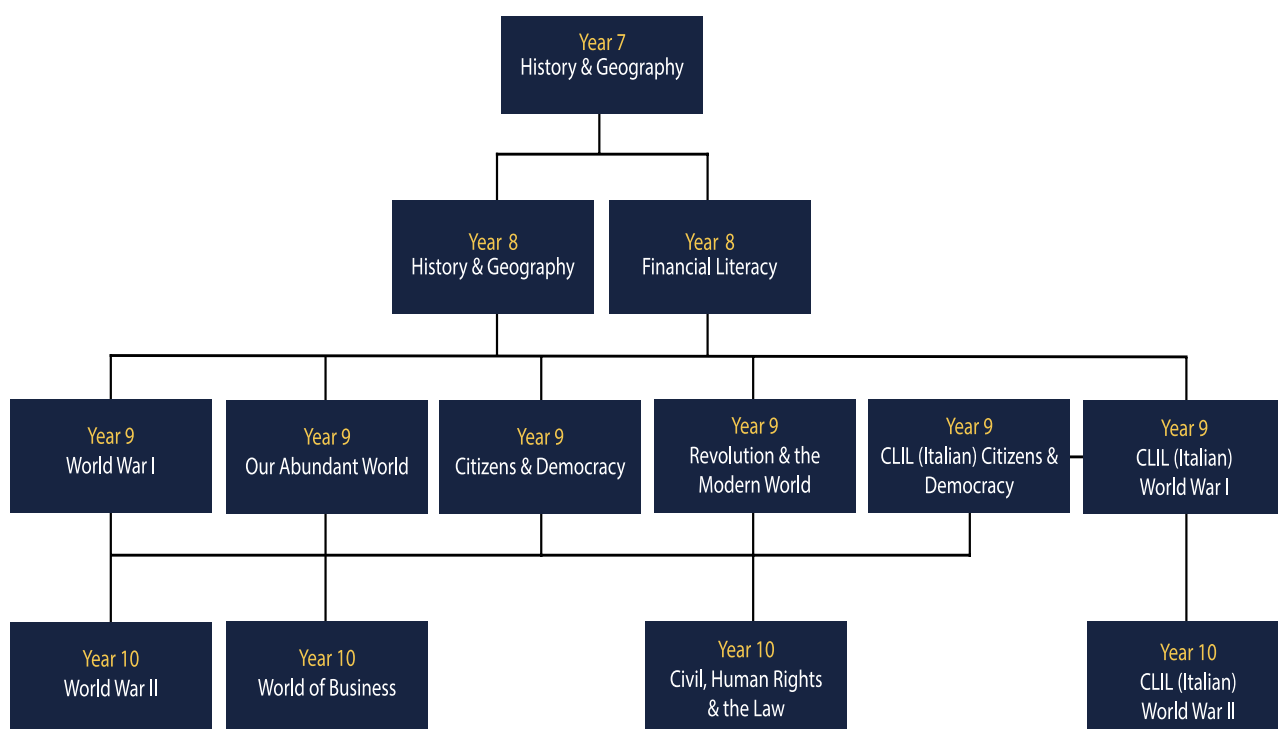 Year 7
History & Geography
Year 8
History & Geography
Year 8
Financial Literacy
Year 9
World War I
Year 9
Our Abundant World
Year 9
Citizens & Democracy
Year 9
Revolution & the
Modern World
Year 9
CLIL (Italian) Citizens &
Democracy
Year 9
CLIL (Italian)
World War I
Year 10
World War II
Year 10
World of Business
Year 10
Civil, Human Rights
& the Law
Year 10
CLIL (Italian)
World War II